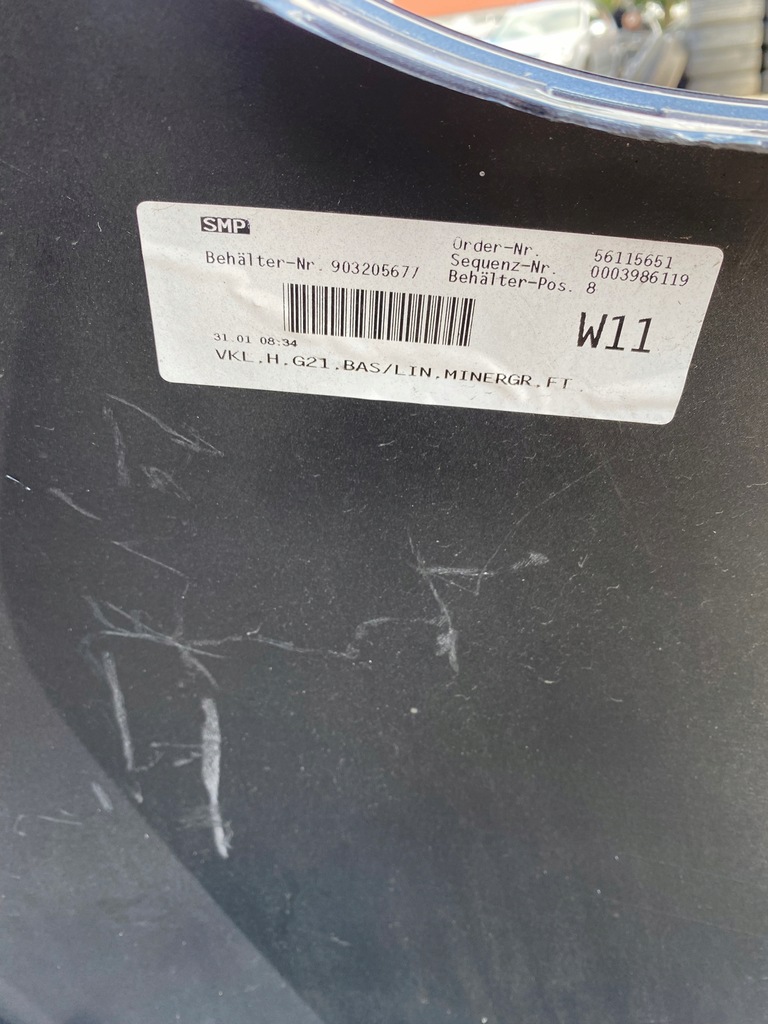 SMP
Order-Nr. 56115651
Behälter-Nr. 90320567/ Sequenz-Nr. 0003986119
Behälter-Pos. 8
W11
31.01 08:34
VKL.H.G21.BAS/LIN.MINERGR.FT.